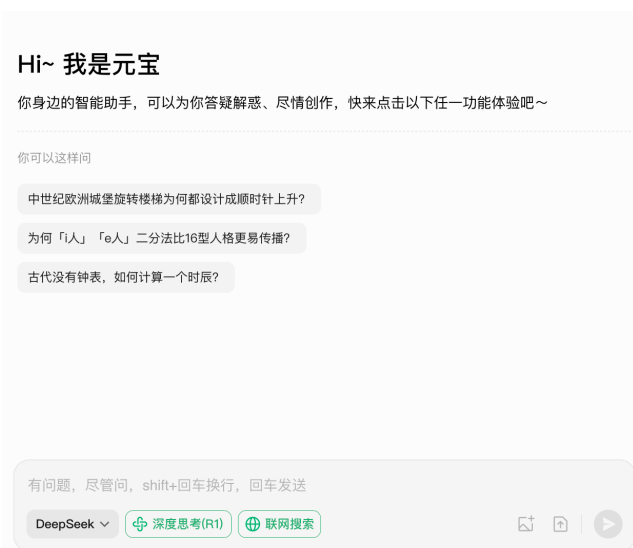 Hi~ 我是元宝
你身边的智能助手，可以为你答疑解惑、尽情创作，快来点击以下任一功能体验吧～
你可以这样问
中世纪欧洲城堡旋转楼梯为何都设计成顺时针上升?
为何「i人」「e人」二分法比16型人格更易传播?
古代没有钟表，如何计算一个时辰?
有问题，尽管问，shift+回车换行，回车发送
DeepSeek 深度思考(R1) 联网搜索